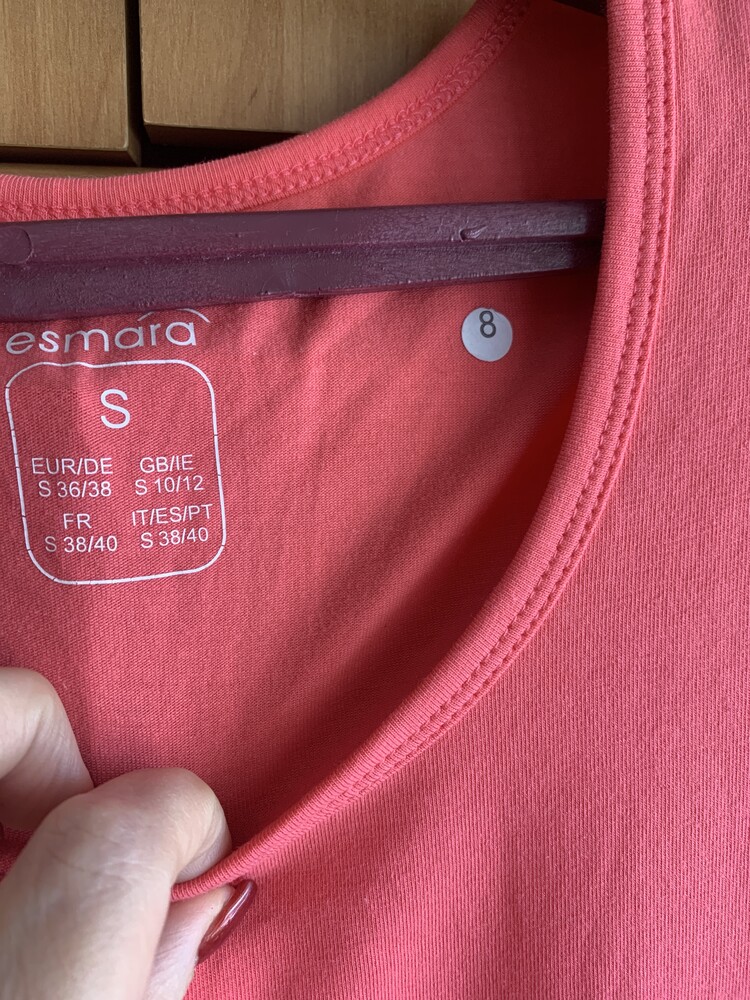 esmara
8
S
EUR/DE GB/IE
S 36/38 S 10/12
FR IT/ES/PT
S 38/40 S 38/40